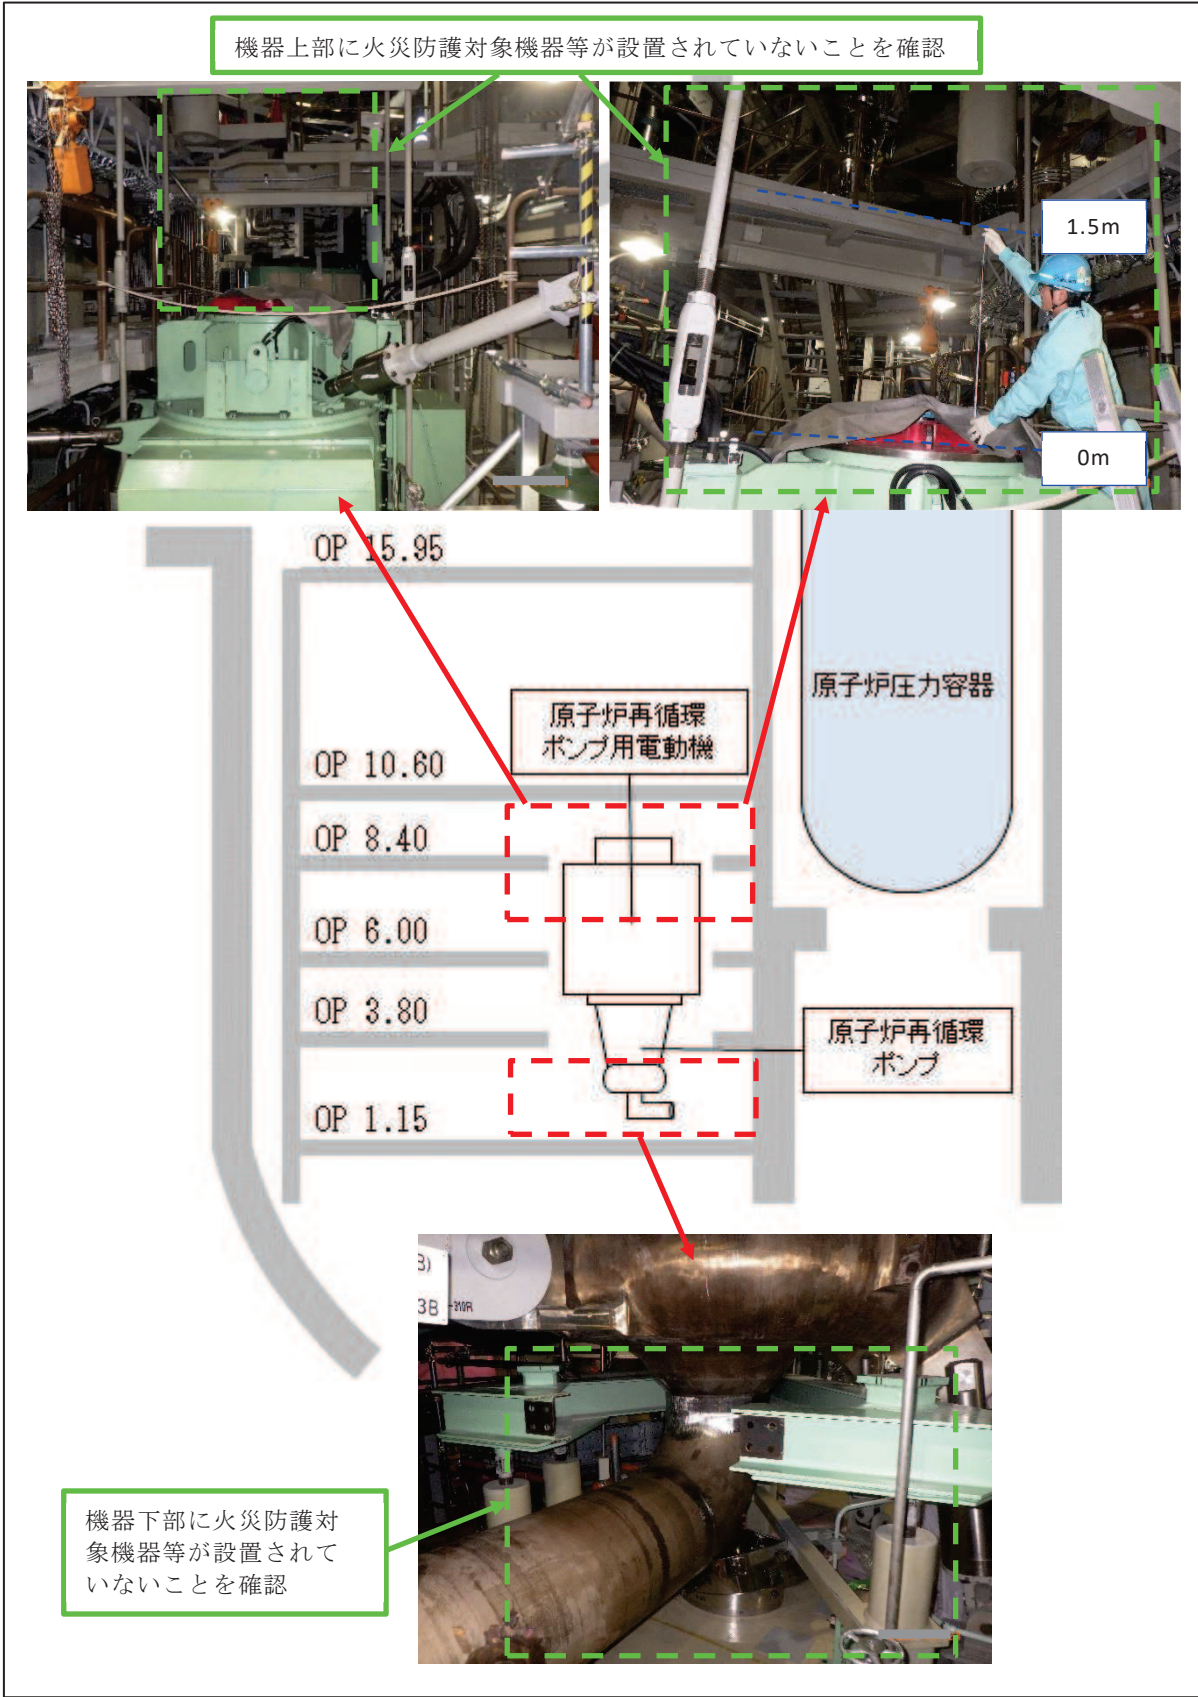 機器上部に火災防護対象機器等が設置されていないことを確認
1.5m
0m
OP 15.95
原子炉圧力容器
原子炉再循環
ポンプ用電動機
OP 10.60
OP 8.40
OP 6.00
OP 3.80
原子炉再循環
ポンプ
OP 1.15
B)
3B -310R
機器下部に火災防護対
象機器等が設置されて
いないことを確認